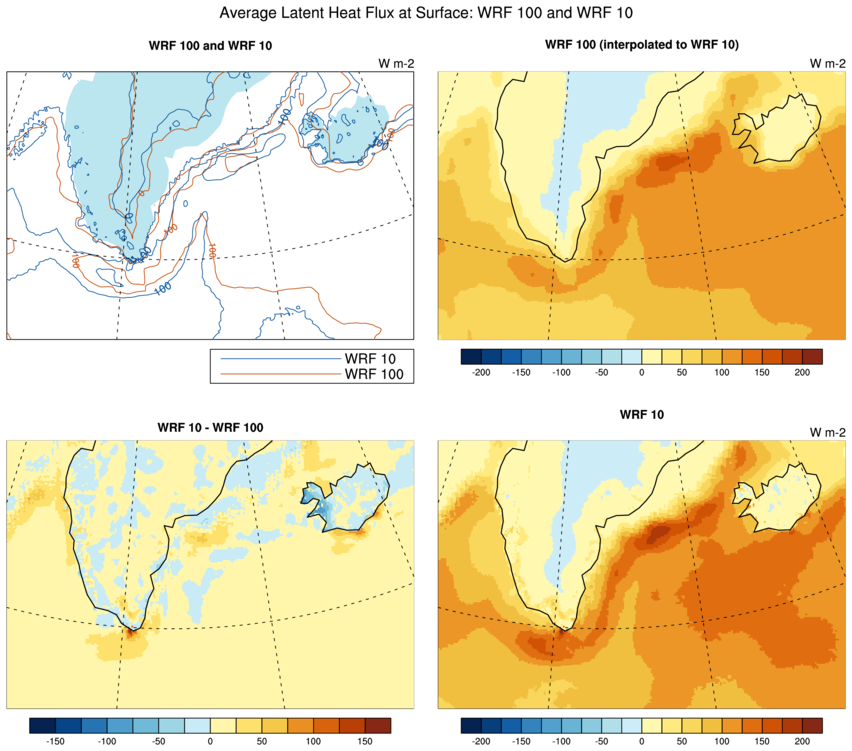 Average Latent Heat Flux at Surface: WRF 100 and WRF 10
WRF 100 and WRF 10
W m-2
100
100
100
100
100
WRF 10
WRF 100
WRF 100 (interpolated to WRF 10)
W m-2
-200 -150 -100 -50 0 50 100 150 200
WRF 10 - WRF 100
-150 -100 -50 0 50 100 150
WRF 10
W m-2
-200 -150 -100 -50 0 50 100 150 200